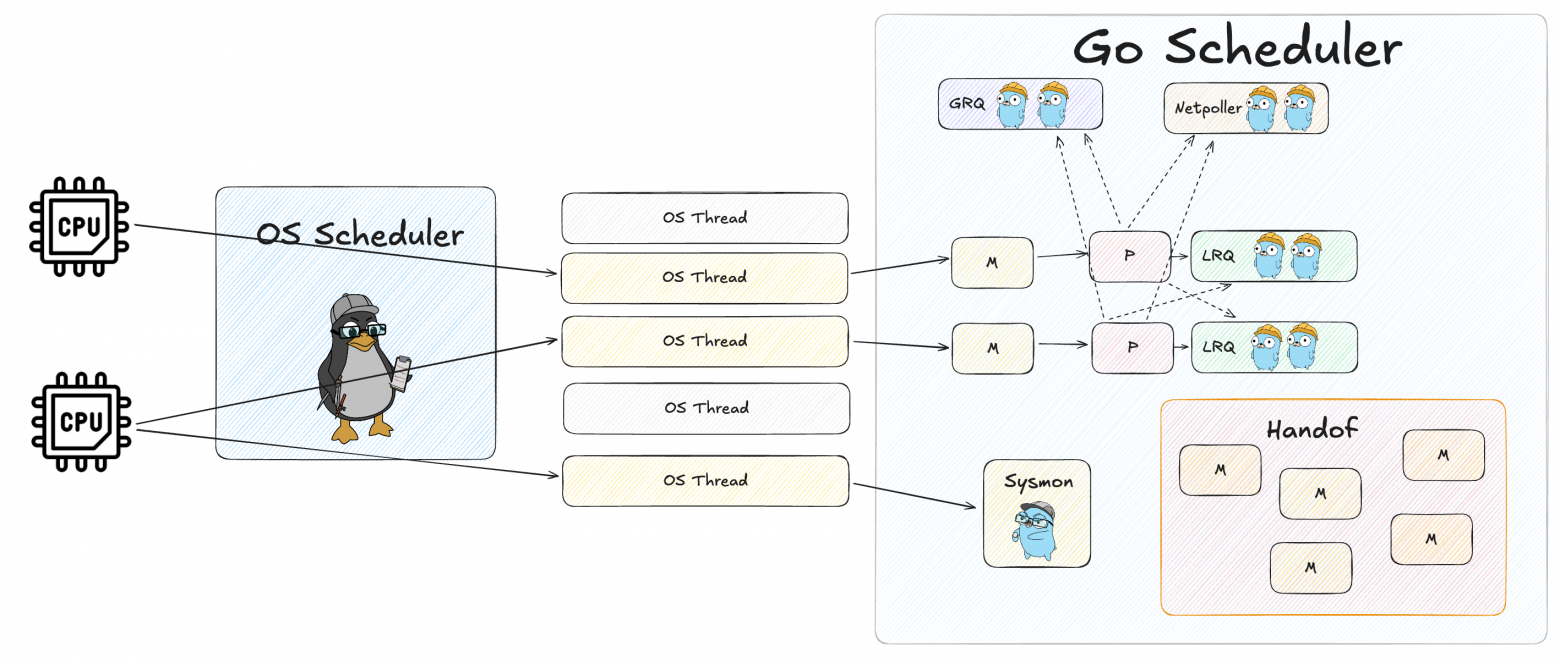 Go Scheduler
GRQ
Netpoller
CPU
OS Scheduler
OS Thread
OS Thread
M
P
LRQ
OS Thread
M
P
LRQ
CPU
OS Thread
OS Thread
Sysmon
Handof
M
M
M
M
M